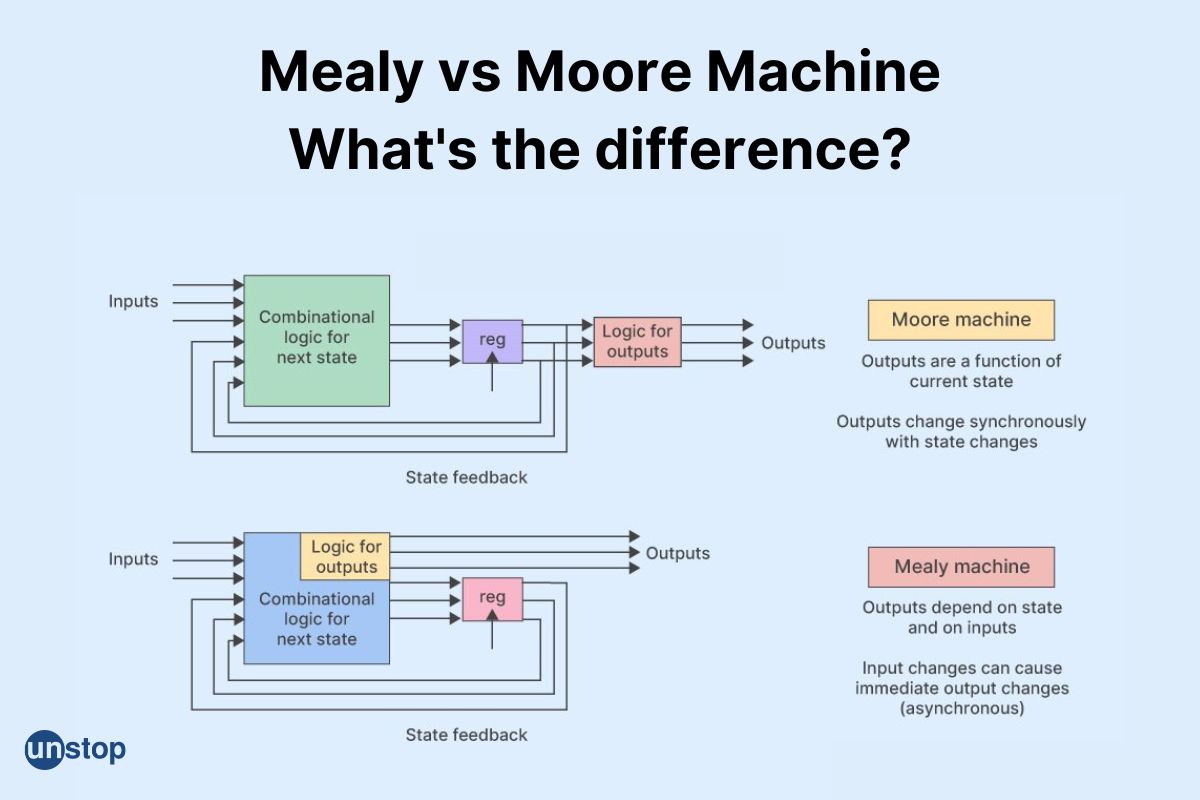 Mealy vs Moore Machine
What's the difference?
Inputs
Combinational
logic for
next state
reg
Logic for
outputs
Outputs
State feedback
Moore machine
Outputs are a function of
current state
Outputs change synchronously
with state changes
Inputs
Logic for
outputs
Combinational
logic for
next state
reg
Outputs
State feedback
Mealy machine
Outputs depend on state
and on inputs
Input changes can cause
immediate output changes
(asynchronous)
unstop